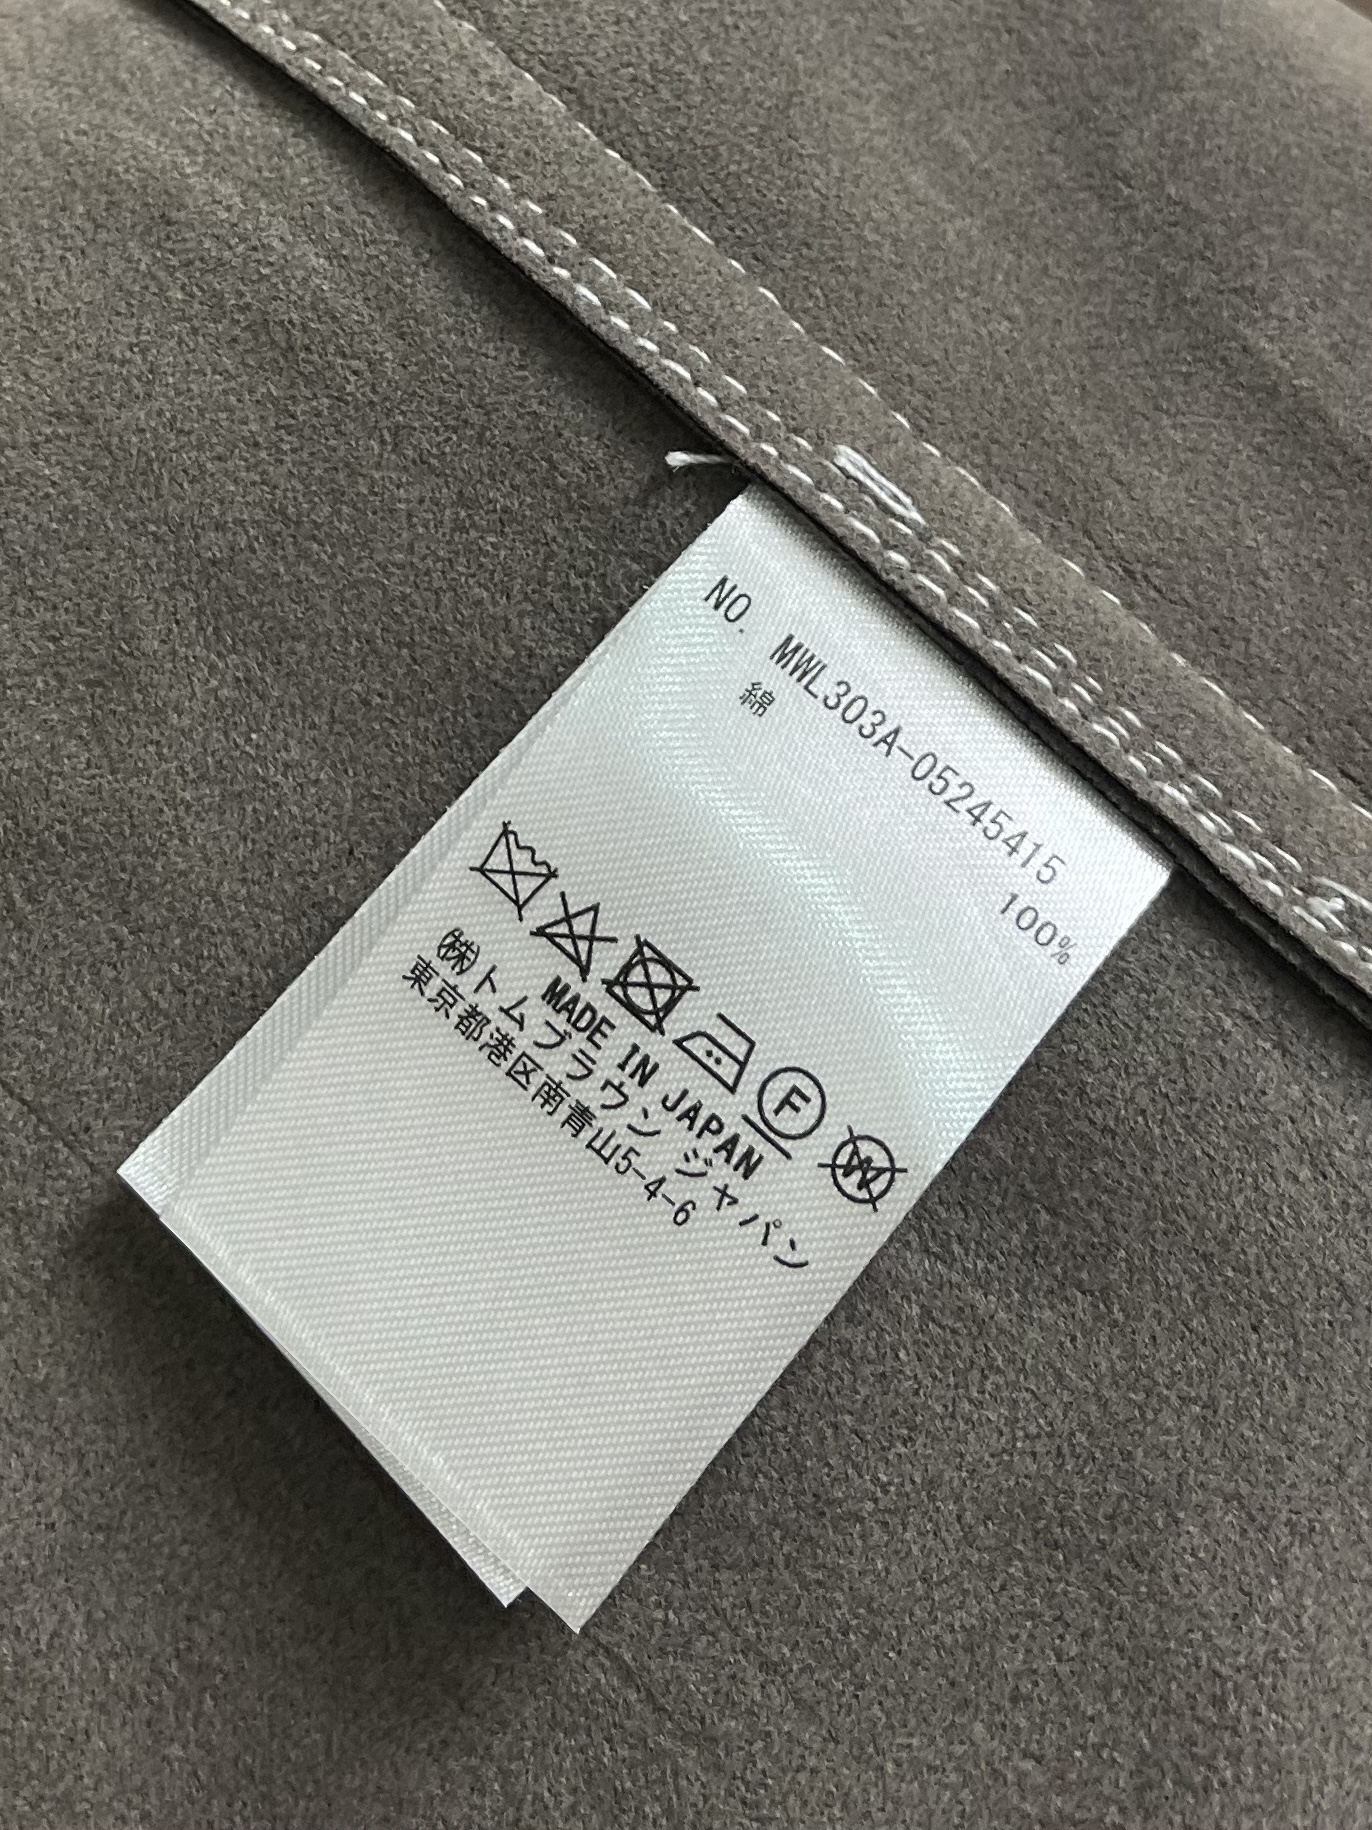 NO. MWL303A-05245415
綿 100%
F W
MADE IN JAPAN
㈱トム ブラウン ジャパン
東京都港区南青山5-4-6